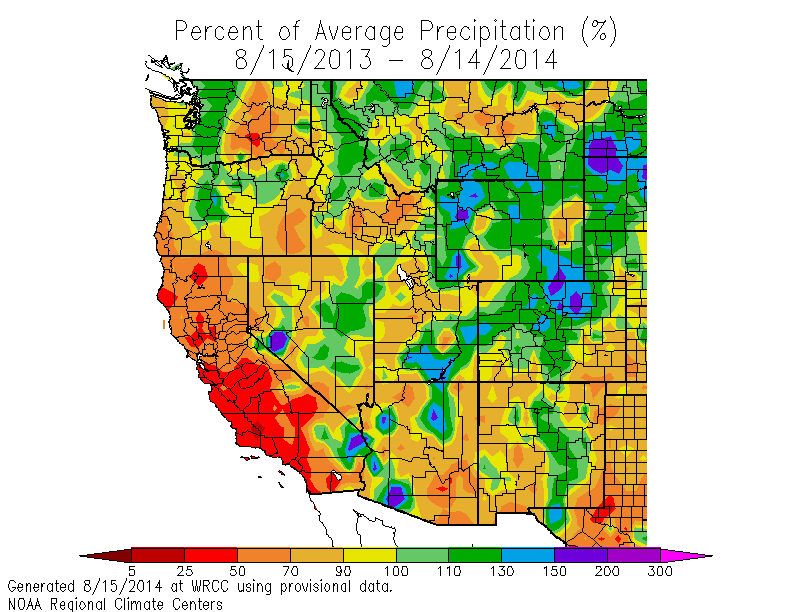 Percent of Average Precipitation (%)
8/15/2013 - 8/14/2014
5 25 50 70 90 100 110 130 150 200 300
Generated 8/15/2014 at WRCC using provisional data.
NOAA Regional Climate Centers